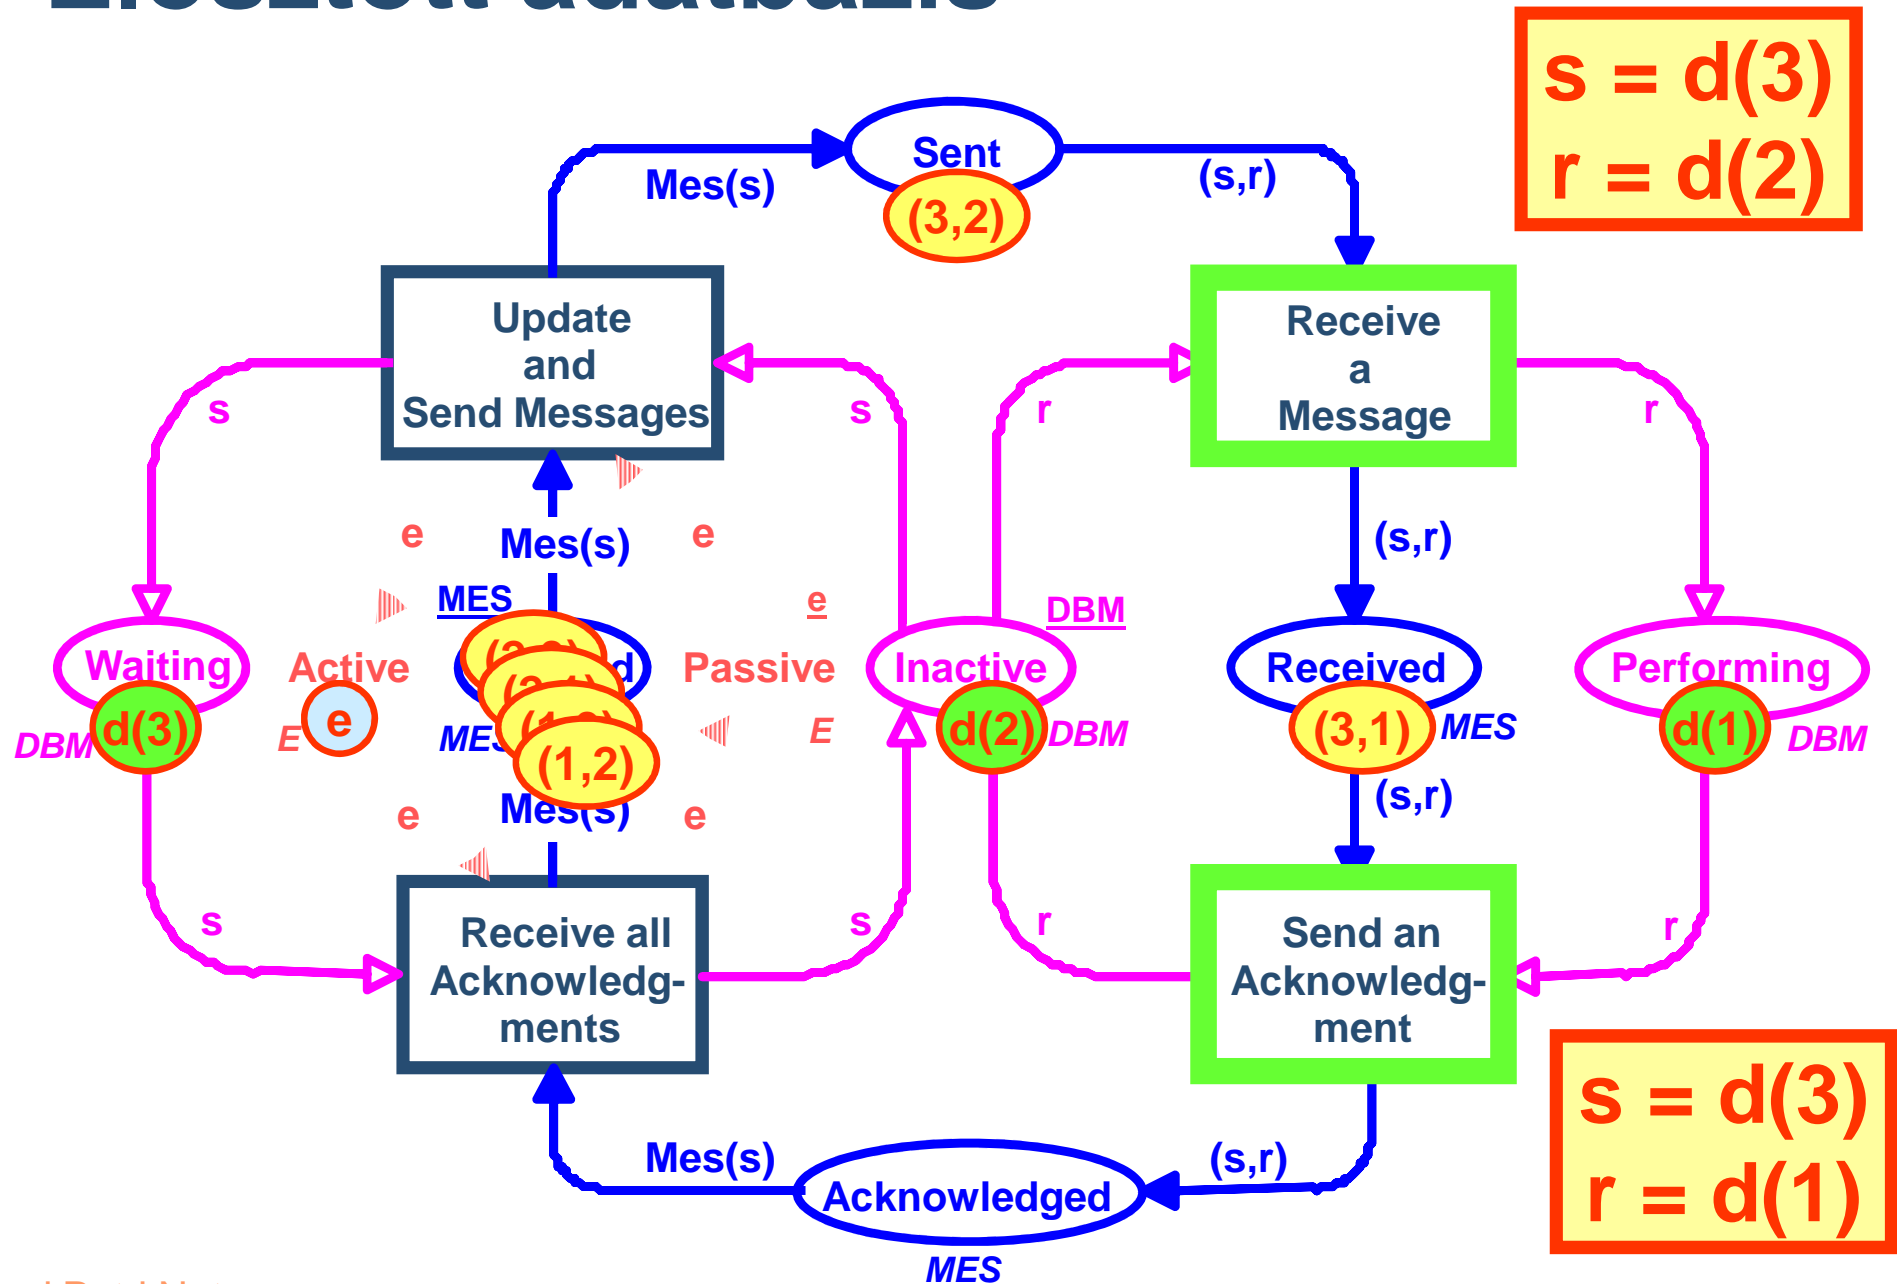 s = d(3)
r = d(2)
Sent
Mes(s)
(s,r)
(3,2)
Update
and
Send Messages
Receive
a
Message
s
s
r
r
e
e
Mes(s)
(s,r)
MES
e
DBM
Waiting
Active
Passive
Inactive
Received
Performing
d(3)
E
e
(1,2)
E
d(2)
DBM
(3,1)
MES
d(1)
DBM
DBM
e
Mes(s)
e
(s,r)
s
s
r
r
Receive all
Acknowledg-
ments
Send an
Acknowledg-
ment
s = d(3)
r = d(1)
Mes(s)
(s,r)
Acknowledged
MES